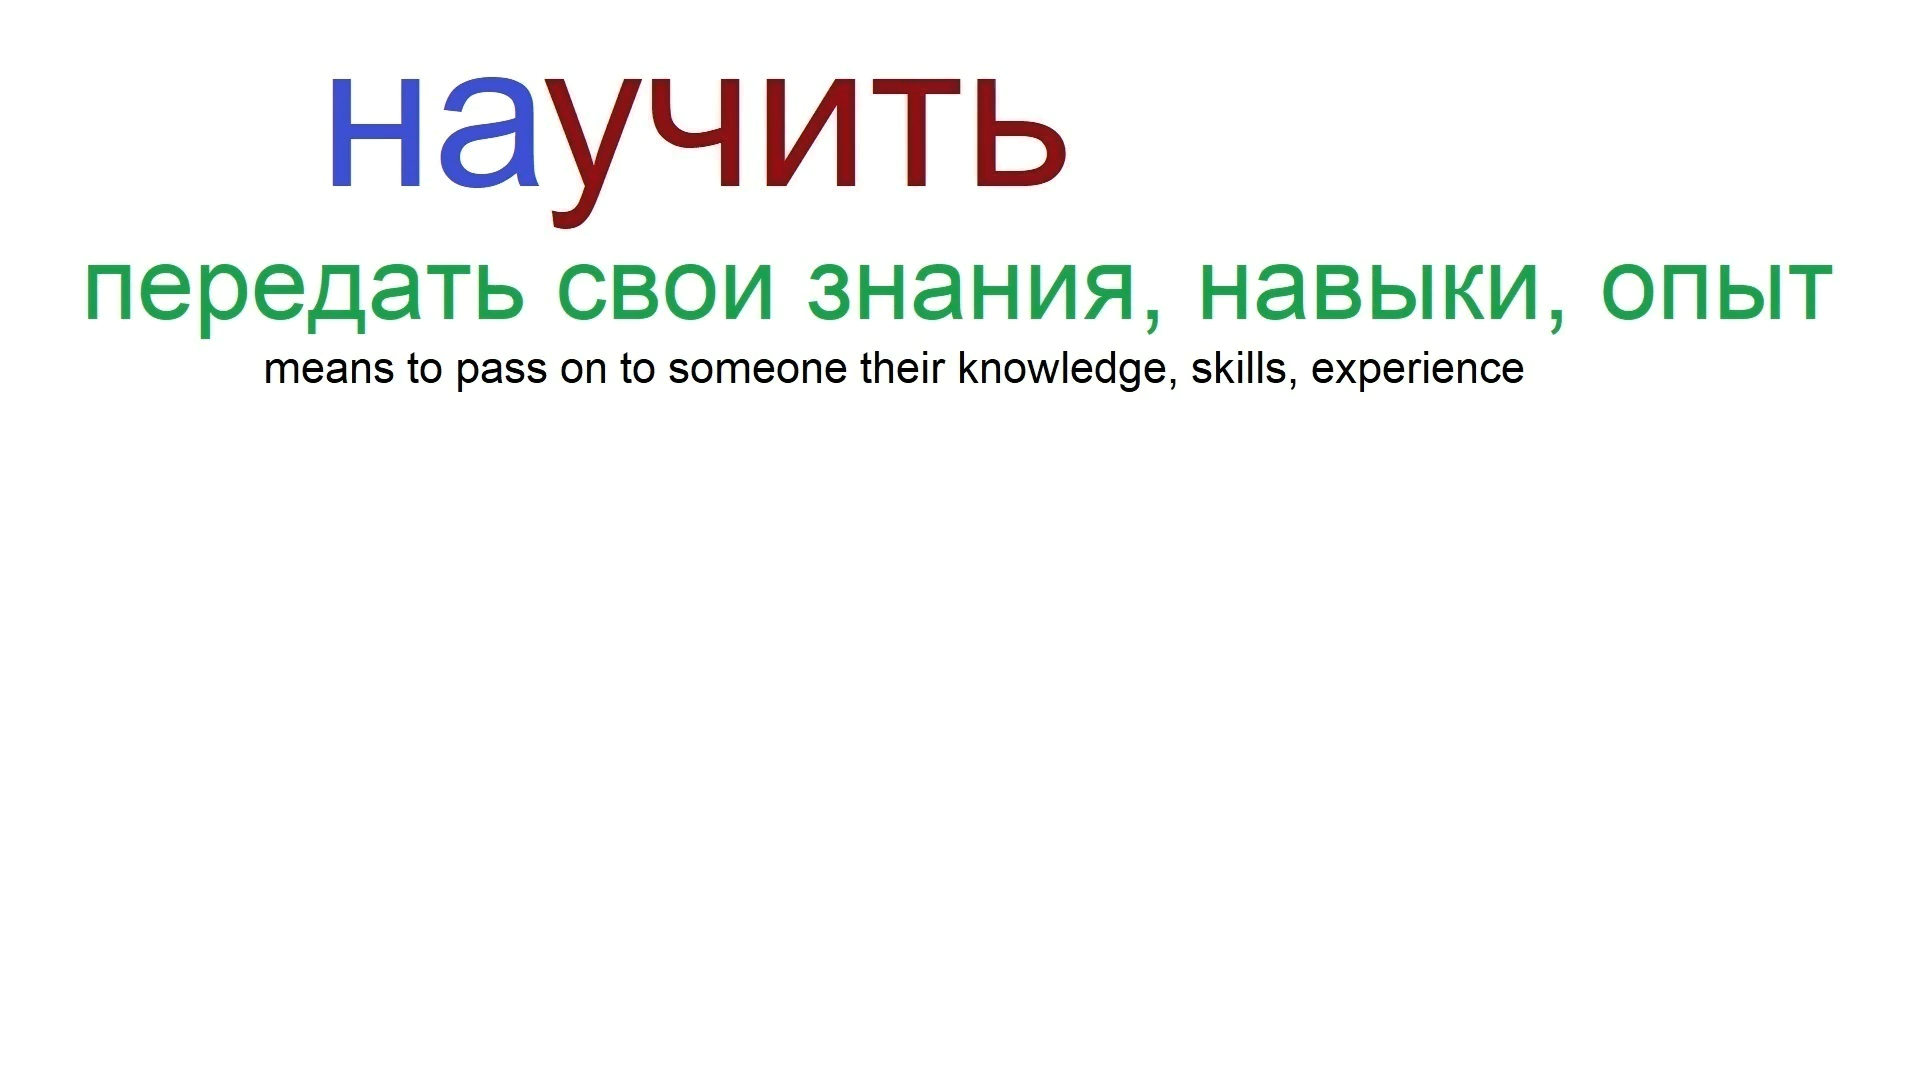 научить
передать свои знания, навыки, опыт
means to pass on to someone their knowledge, skills, experience